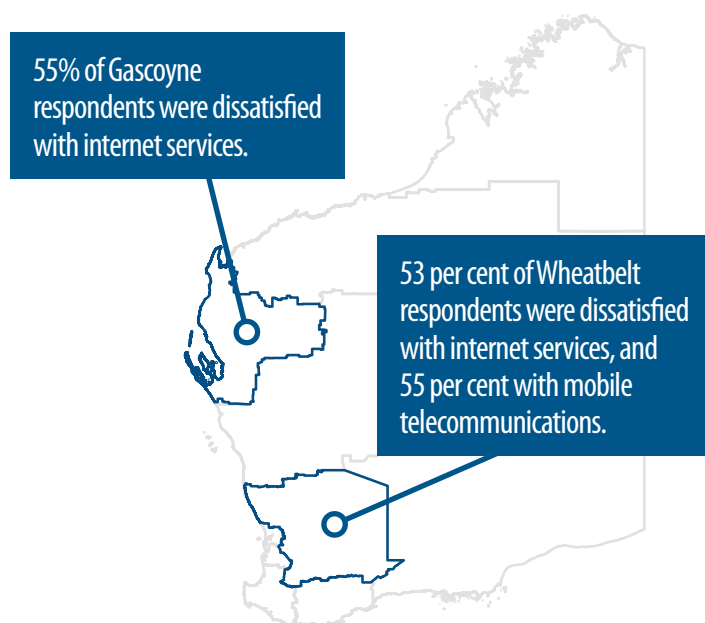 55% of Gascoyne
respondents were dissatisfied
with internet services.
53 per cent of Wheatbelt
respondents were dissatisfied
with internet services, and
55 per cent with mobile
telecommunications.